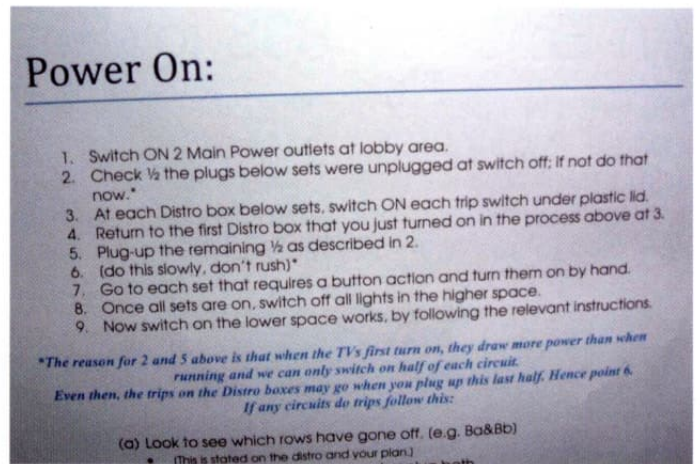 Power On:
1. Switch ON 2 Main Power outlets at lobby area.
2. Check ½ the plugs below sets were unplugged at switch off; if not do that
now.*
3. At each Distro box below sets, switch ON each trip switch under plastic lid.
4. Return to the first Distro box that you just turned on in the process above at 3.
5. Plug-up the remaining ½ as described in 2.
6. (do this slowly, don't rush)*
7. Go to each set that requires a button action and turn them on by hand.
8. Once all sets are on, switch off all lights in the higher space.
9. Now switch on the lower space works, by following the relevant instructions.
*The reason for 2 and 5 above is that when the TVs first turn on, they draw more power than when
running and we can only switch on half of each circuit.
Even then, the trips on the Distro boxes may go when you plug up this last half. Hence point 6.
If any circuits do trips follow this:
(a) Look to see which rows have gone off. (e.g. Ba&Bb)
• (This is stated on the distro and your plan.)
both